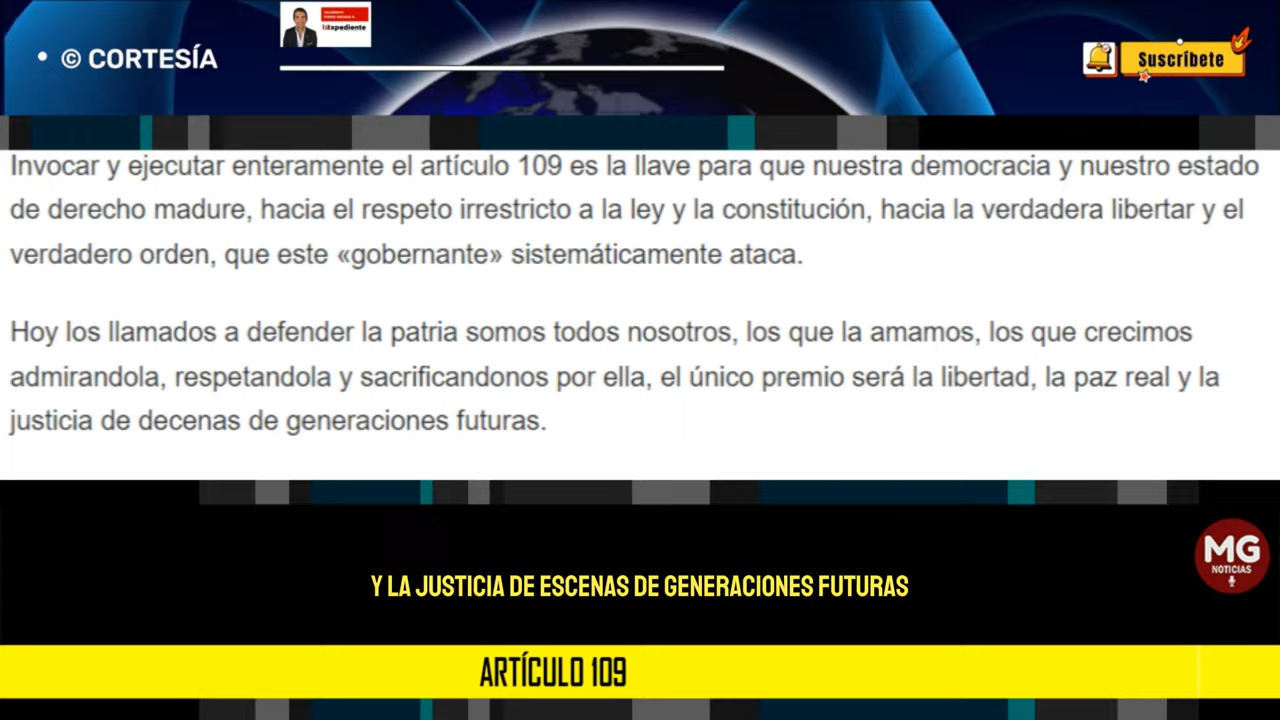 • © CORTESÍA
Expediente
Suscríbete
Invocar y ejecutar enteramente el artículo 109 es la llave para que nuestra democracia y nuestro estado
de derecho madure, hacia el respeto irrestricto a la ley y la constitución, hacia la verdadera libertar y el
verdadero orden, que este «gobernante» sistemáticamente ataca.
Hoy los llamados a defender la patria somos todos nosotros, los que la amamos, los que crecimos
admirandola, respetandola y sacrificandonos por ella, el único premio será la libertad, la paz real y la
justicia de decenas de generaciones futuras.
MG
NOTICIAS
Y LA JUSTICIA DE ESCENAS DE GENERACIONES FUTURAS
ARTÍCULO 109